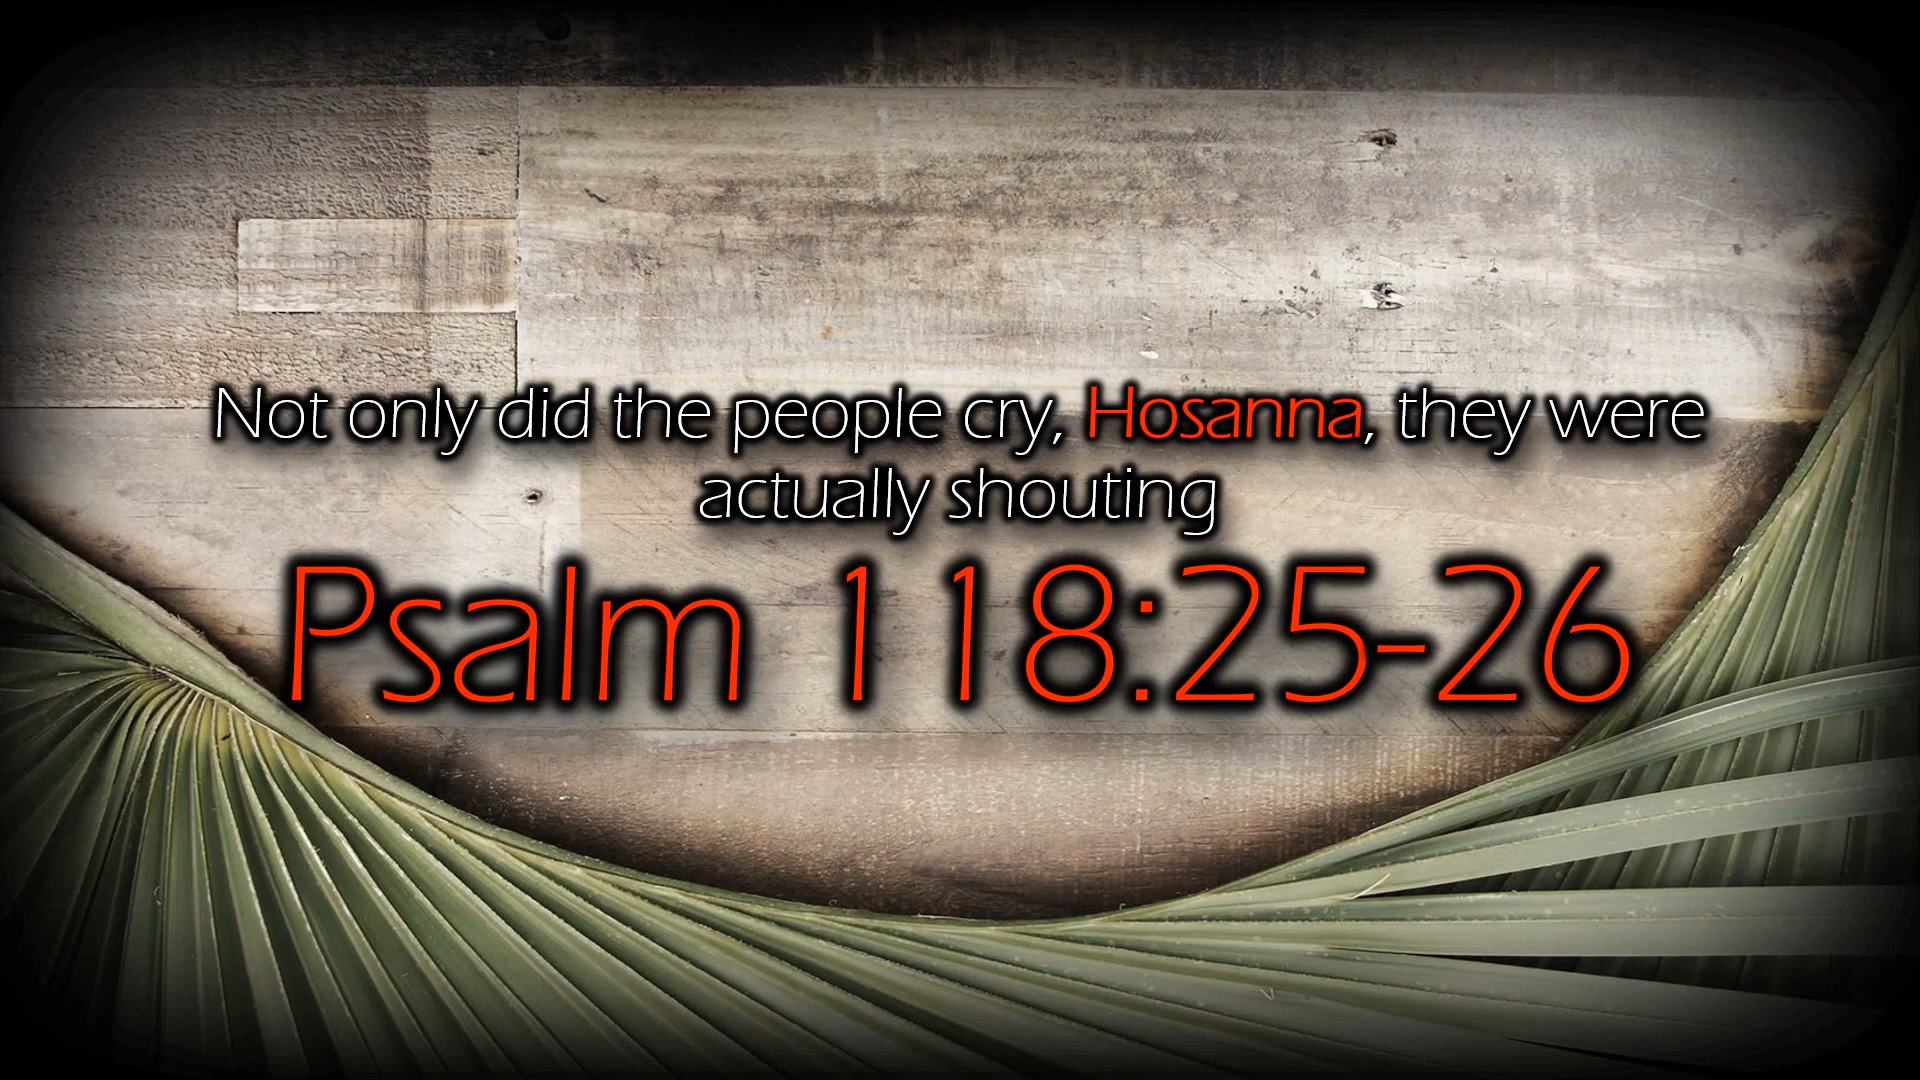 Not only did the people cry, Hosanna, they were
actually shouting
Psalm 118:25-26